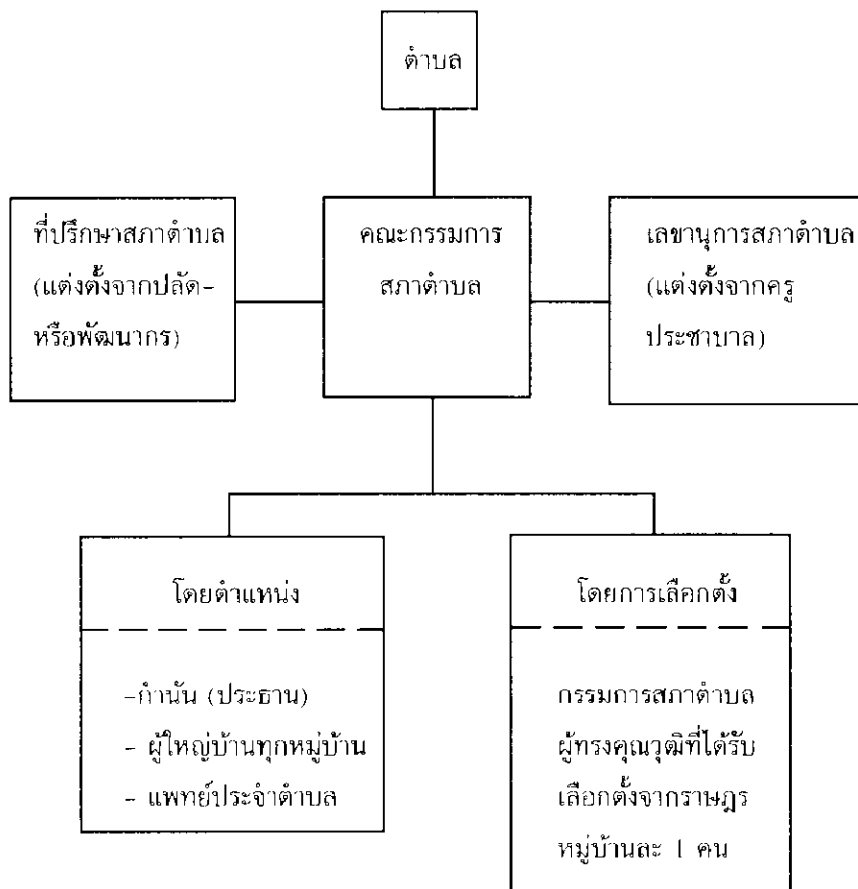 ตำบล
ที่ปรึกษาสภาตำบล
(แต่งตั้งจากปลัด-
หรือพัฒนากร)
คณะกรรมการ
สภาตำบล
เลขานุการสภาตำบล
(แต่งตั้งจากครู
ประชาบาล)
โดยตำแหน่ง
-กำนัน (ประธาน)
- ผู้ใหญ่บ้านทุกหมู่บ้าน
- แพทย์ประจำตำบล
โดยการเลือกตั้ง
กรรมการสภาตำบล
ผู้ทรงคุณวุฒิที่ได้รับ
เลือกตั้งจากราษฎร
หมู่บ้านละ 1 คน